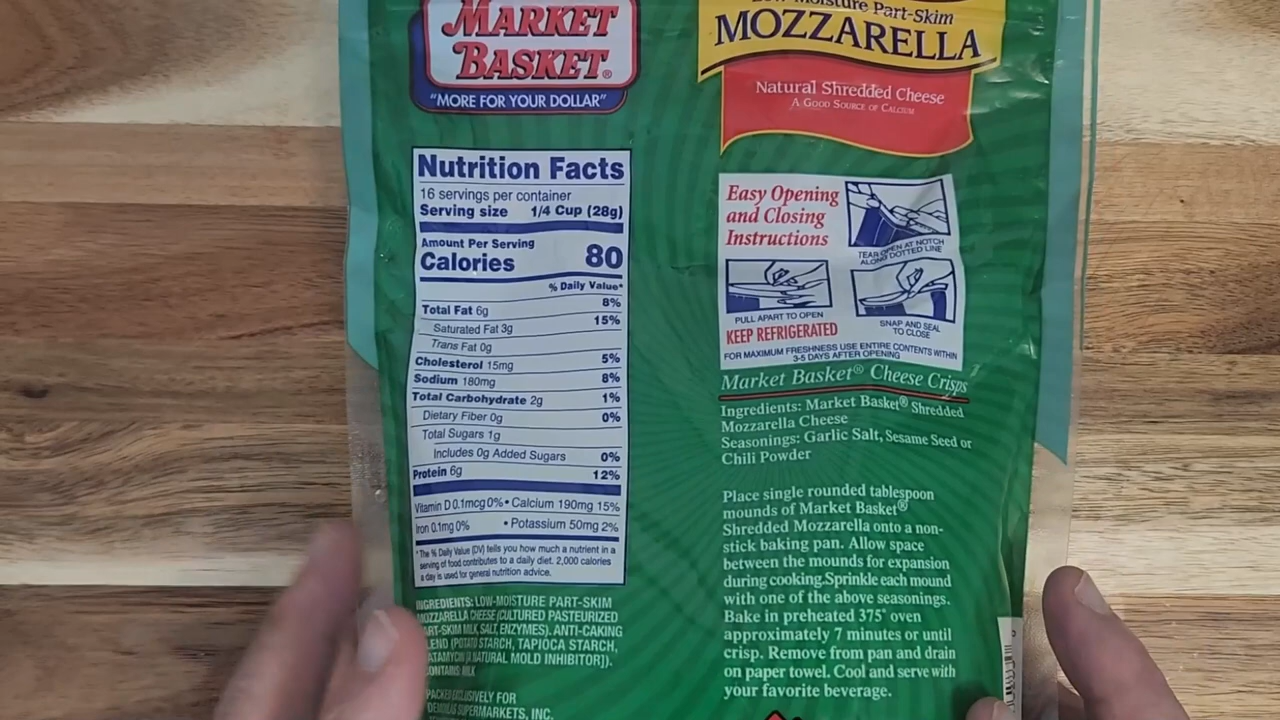 MARKET
BASKET®
"MORE FOR YOUR DOLLAR"
Low-Moisture Part-Skim
MOZZARELLA
Natural Shredded Cheese
A GOOD SOURCE OF CALCIUM
Nutrition Facts
16 servings per container
Serving size 1/4 Cup (28g)
Amount Per Serving
Calories 80
% Daily Value*
Total Fat 6g 8%
Saturated Fat 3g 15%
Trans Fat 0g
Cholesterol 15mg 5%
Sodium 180mg 8%
Total Carbohydrate 2g 1%
Dietary Fiber 0g 0%
Total Sugars 1g
Includes 0g Added Sugars 0%
Protein 6g 12%
Vitamin D 0.1mcg 0% • Calcium 190mg 15%
Iron 0.1mg 0% • Potassium 50mg 2%
*The % Daily Value (DV) tells you how much a nutrient in a
serving of food contributes to a daily diet. 2,000 calories
a day is used for general nutrition advice.
INGREDIENTS: LOW-MOISTURE PART-SKIM
MOZZARELLA CHEESE (CULTURED PASTEURIZED
PART-SKIM MILK, SALT, ENZYMES). ANTI-CAKING
(POTATO STARCH, TAPIOCA STARCH,
NATURAL MOLD INHIBITOR]).
CONTAINS MILK
PACKED EXCLUSIVELY FOR
DEMOULAS SUPERMARKETS, INC.
Easy Opening
and Closing
Instructions
TEAR OPEN AT NOTCH
ALONG DOTTED LINE
PULL APART TO OPEN
SNAP AND SEAL
TO CLOSE
KEEP REFRIGERATED
FOR MAXIMUM FRESHNESS USE ENTIRE CONTENTS WITHIN
3-5 DAYS AFTER OPENING
Market Basket® Cheese Crisps
Ingredients: Market Basket® Shredded
Mozzarella Cheese
Seasonings: Garlic Salt, Sesame Seed or
Chili Powder
Place single rounded tablespoon
mounds of Market Basket®
Shredded Mozzarella onto a non-
stick baking pan. Allow space
between the mounds for expansion
during cooking.Sprinkle each mound
with one of the above seasonings.
Bake in preheated 375° oven
approximately 7 minutes or until
crisp. Remove from pan and drain
on paper towel. Cool and serve with
your favorite beverage.